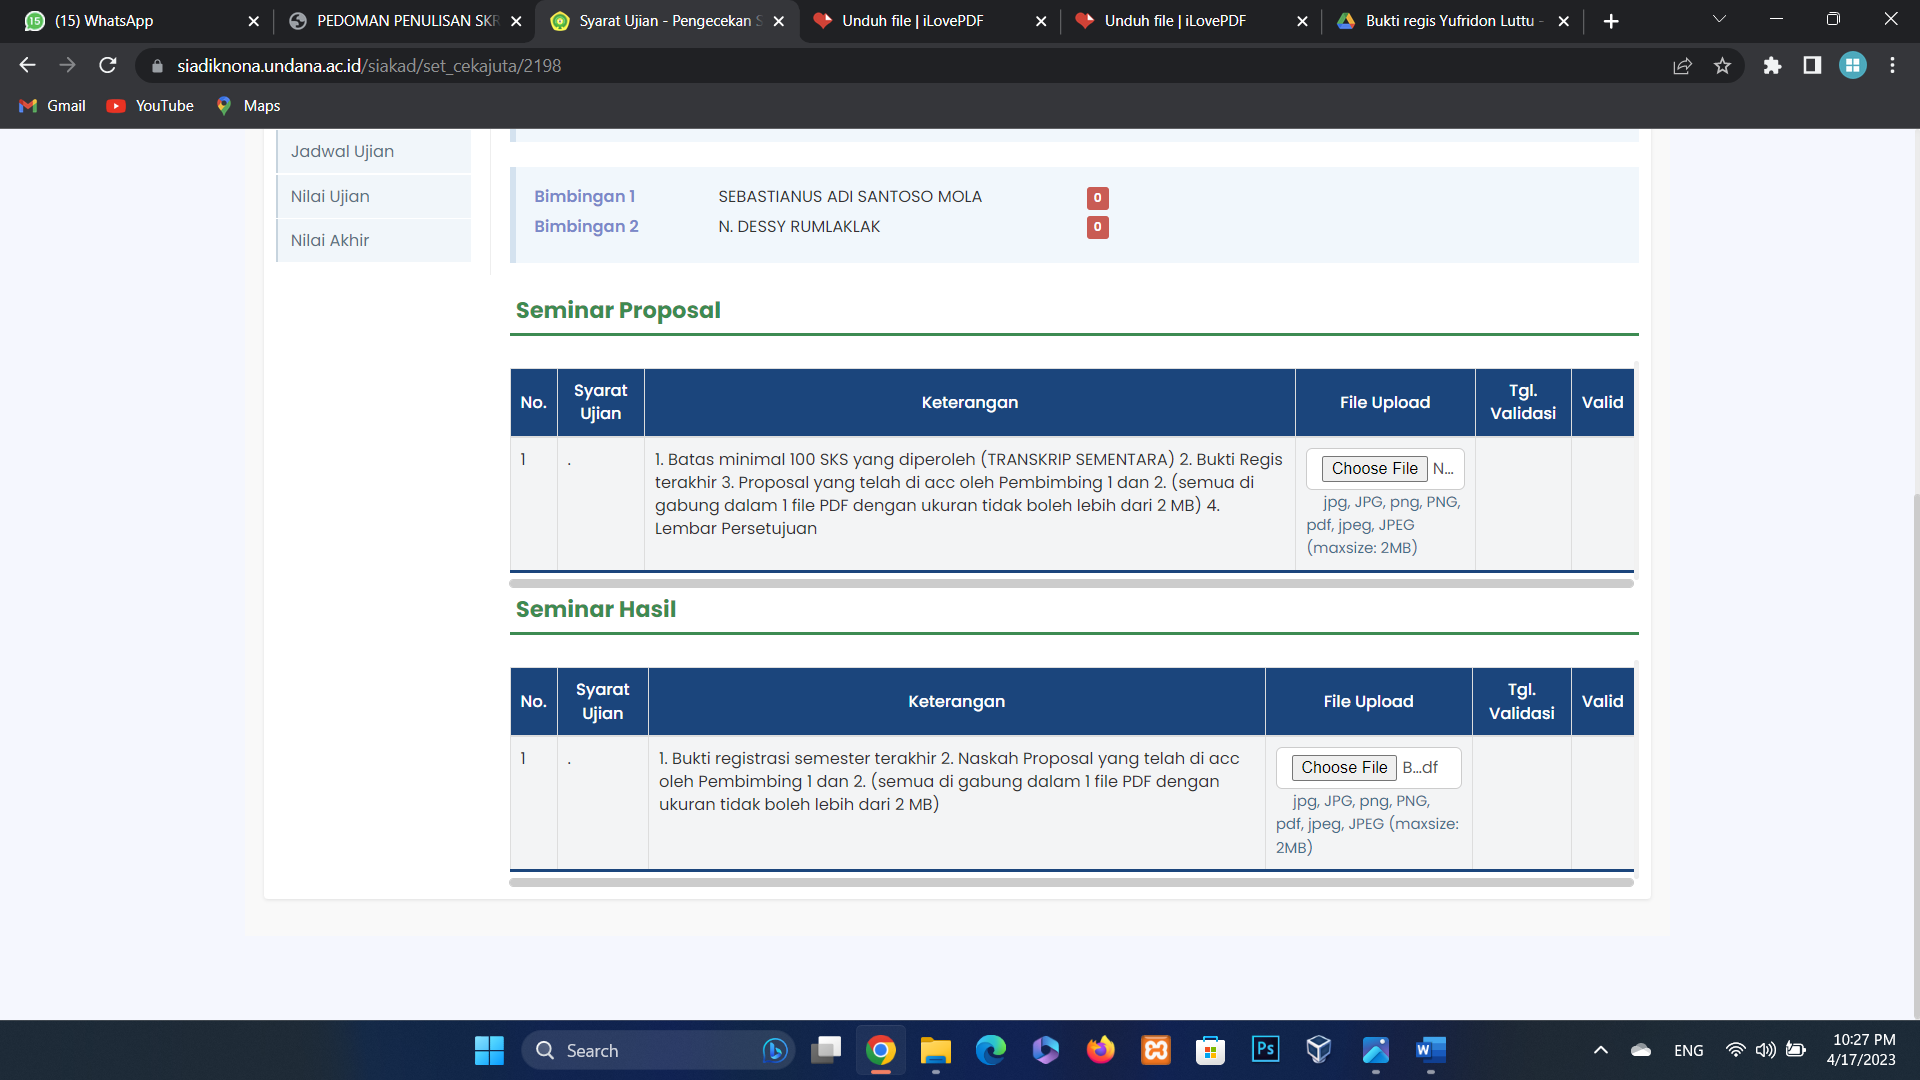 (15) WhatsApp
PEDOMAN PENULISAN SKR
Syarat Ujian - Pengecekan S
Unduh file | iLovePDF
Unduh file | iLovePDF
Bukti regis Yufridon Luttu -
siadiknona.undana.ac.id/siakad/set_cekajuta/2198
Gmail
YouTube
Maps
Jadwal Ujian
Nilai Ujian
Nilai Akhir
Bimbingan 1 SEBASTIANUS ADI SANTOSO MOLA 0
Bimbingan 2 N. DESSY RUMLAKLAK 0
Seminar Proposal
No. Syarat Ujian Keterangan File Upload Tgl. Validasi Valid
1 . 1. Batas minimal 100 SKS yang diperoleh (TRANSKRIP SEMENTARA) 2. Bukti Regis
terakhir 3. Proposal yang telah di acc oleh Pembimbing 1 dan 2. (semua di
gabung dalam 1 file PDF dengan ukuran tidak boleh lebih dari 2 MB) 4.
Lembar Persetujuan
Choose File N...
jpg, JPG, png, PNG,
pdf, jpeg, JPEG
(maxsize: 2MB)
Seminar Hasil
No. Syarat Ujian Keterangan File Upload Tgl. Validasi Valid
1 . 1. Bukti registrasi semester terakhir 2. Naskah Proposal yang telah di acc
oleh Pembimbing 1 dan 2. (semua di gabung dalam 1 file PDF dengan
ukuran tidak boleh lebih dari 2 MB)
Choose File B...df
jpg, JPG, png, PNG,
pdf, jpeg, JPEG (maxsize:
2MB)
Search
Ps
W
ENG
10:27 PM
4/17/2023